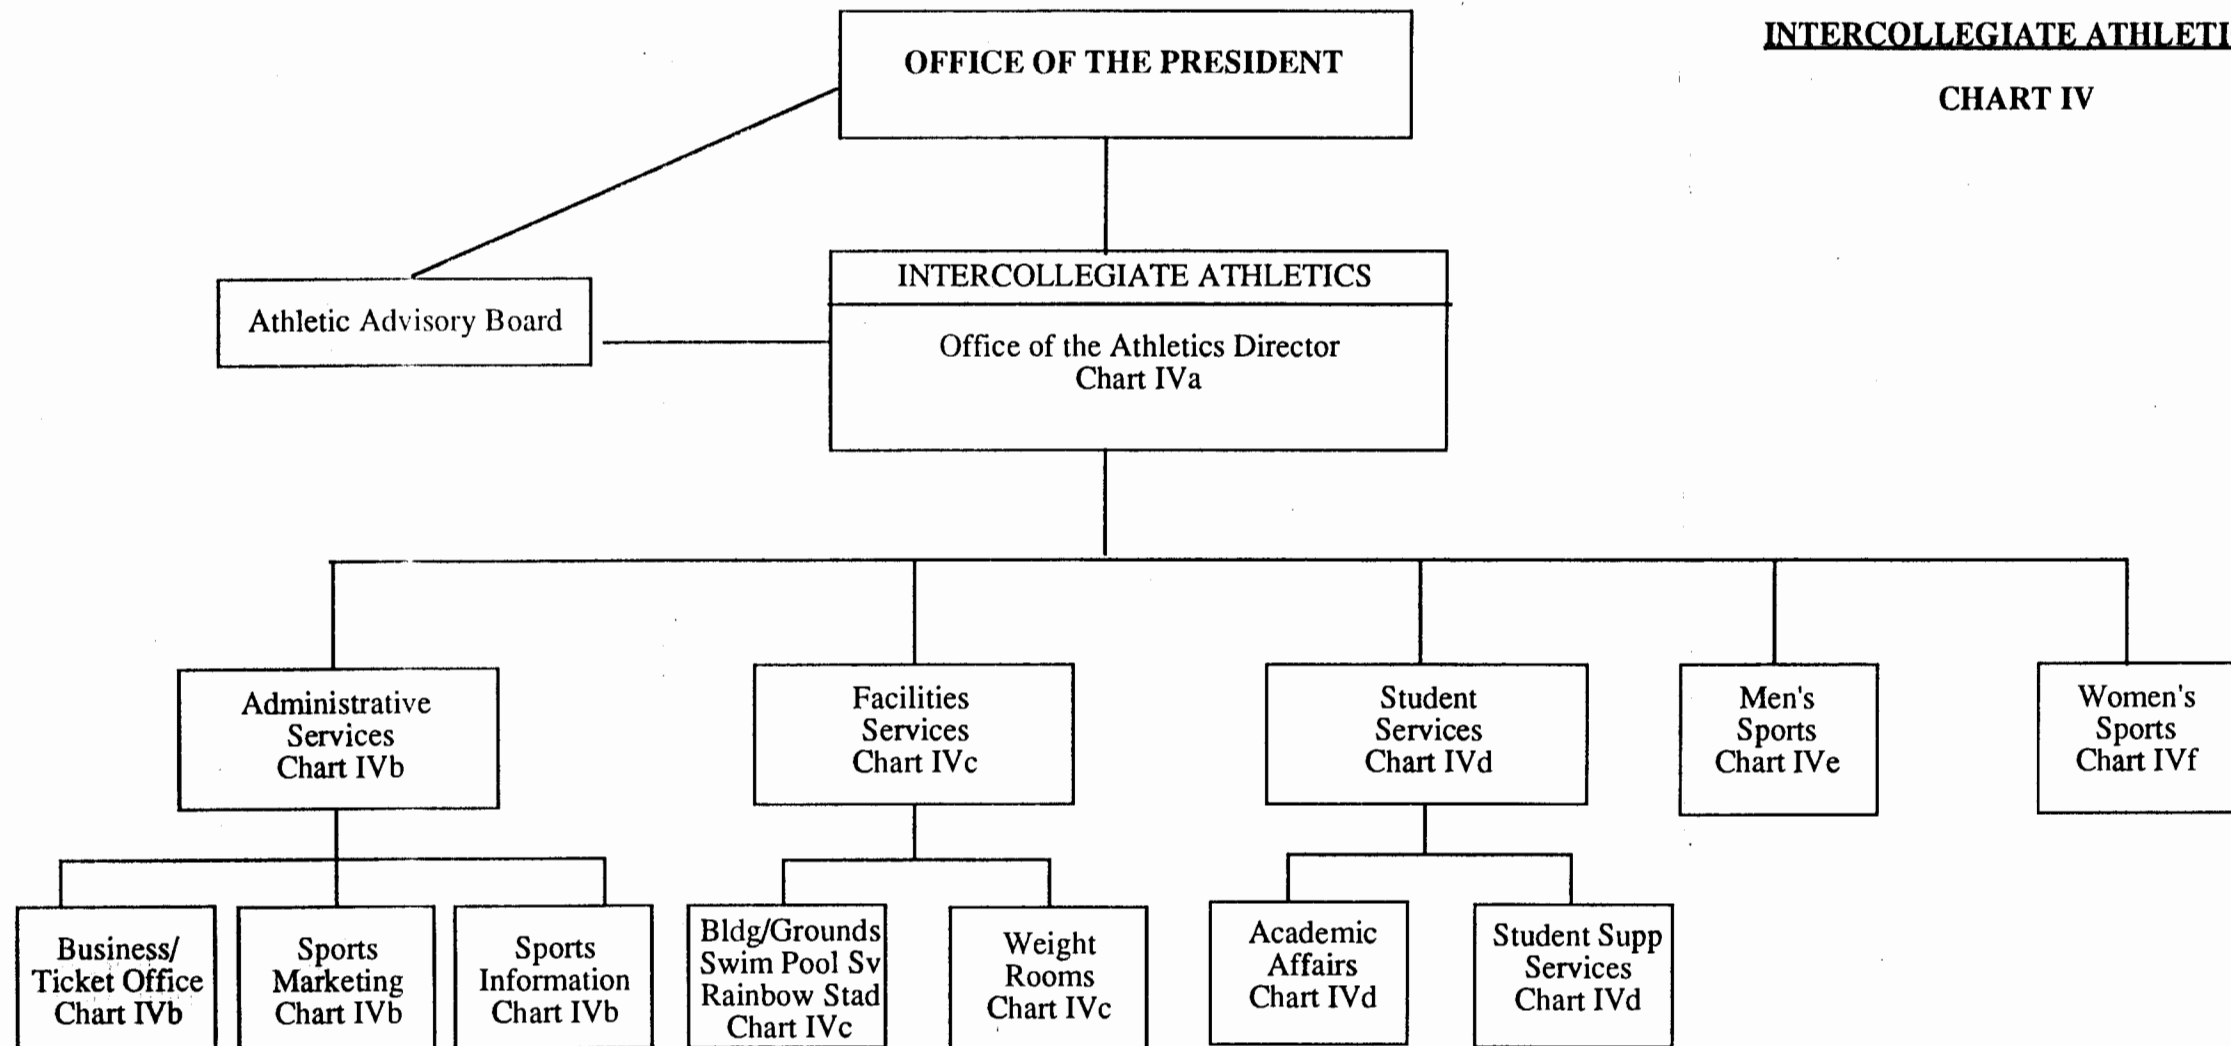 INTERCOLLEGIATE ATHLETI
CHART IV
OFFICE OF THE PRESIDENT
Athletic Advisory Board
INTERCOLLEGIATE ATHLETICS
Office of the Athletics Director
Chart IVa
Administrative
Services
Chart IVb
Facilities
Services
Chart IVc
Student
Services
Chart IVd
Men's
Sports
Chart IVe
Women's
Sports
Chart IVf
Business/
Ticket Office
Chart IVb
Sports
Marketing
Chart IVb
Sports
Information
Chart IVb
Bldg/Grounds
Swim Pool Sv
Rainbow Stad
Chart IVc
Weight
Rooms
Chart IVc
Academic
Affairs
Chart IVd
Student Supp
Services
Chart IVd